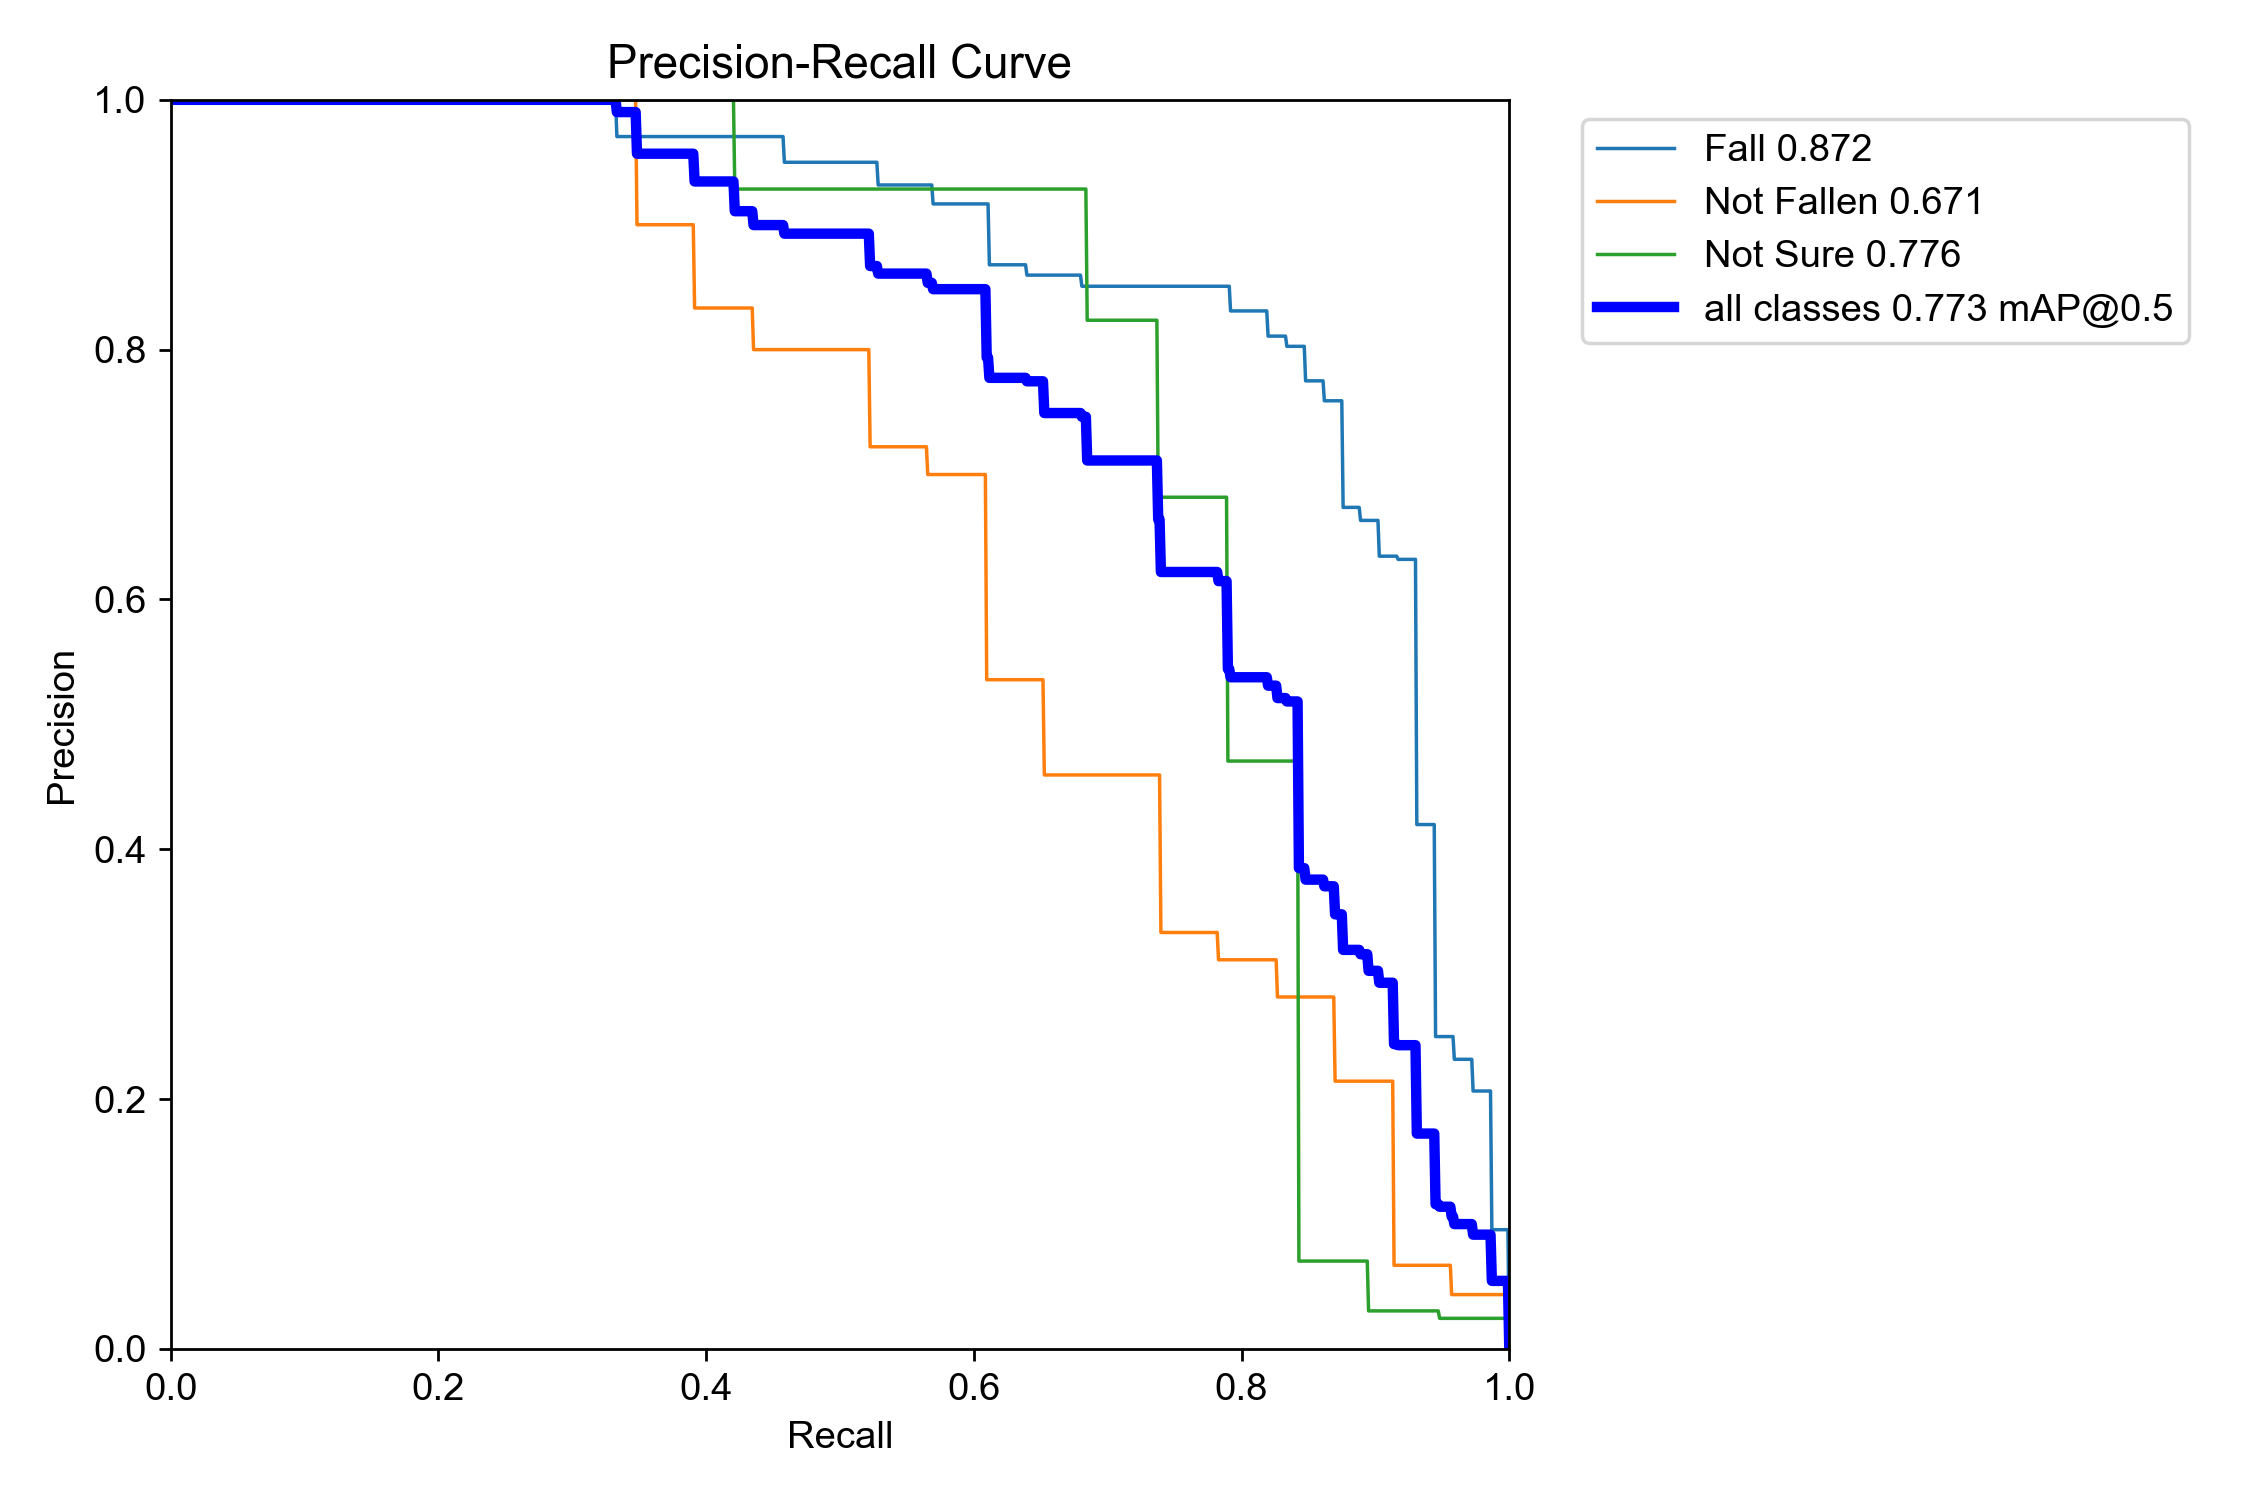 Precision-Recall Curve
1.0
0.8
0.6
0.4
0.2
0.0
Precision
0.0 0.2 0.4 0.6 0.8 1.0
Recall
Fall 0.872
Not Fallen 0.671
Not Sure 0.776
all classes 0.773 mAP@0.5